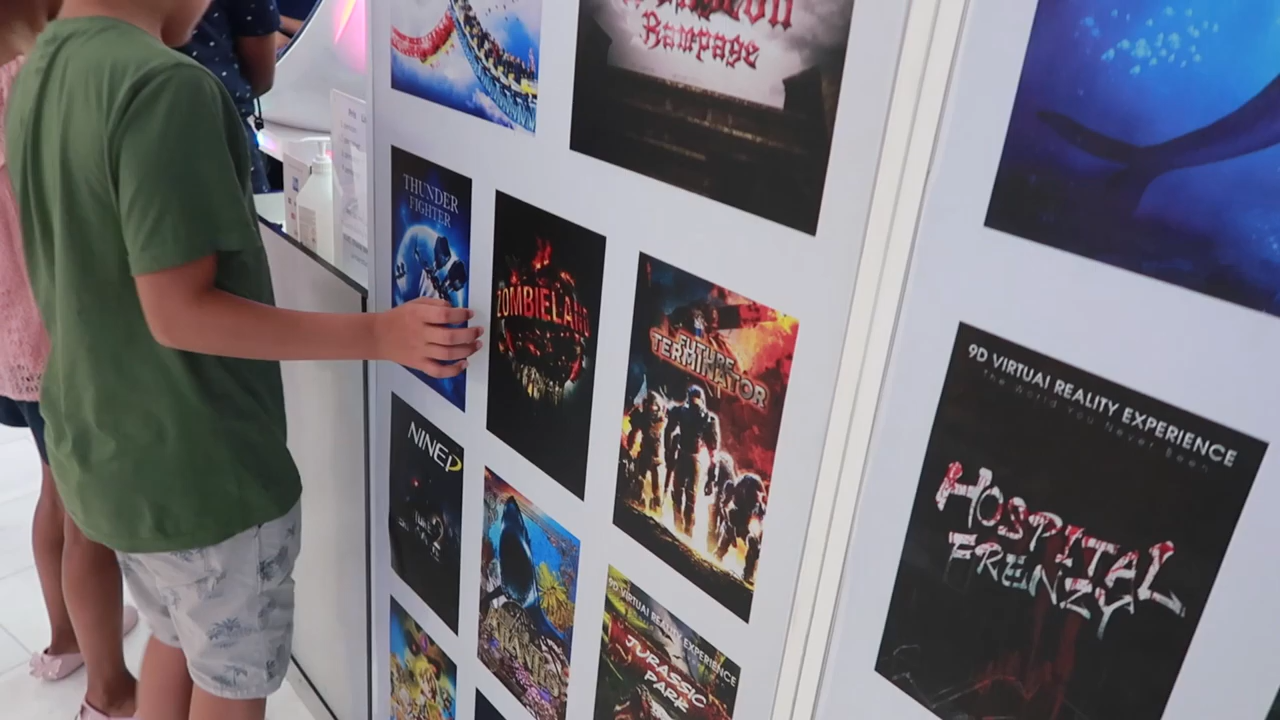 Rampage
THUNDER
FIGHTER
ZOMBIELAND
FUTURE
TERMINATOR
9D VIRTUAL REALITY EXPERIENCE
The World You Never Been
HOSPITAL
FRENZY
NINED
9D VIRTUAL REALITY EXPERIENCE
JURASSIC
PARK